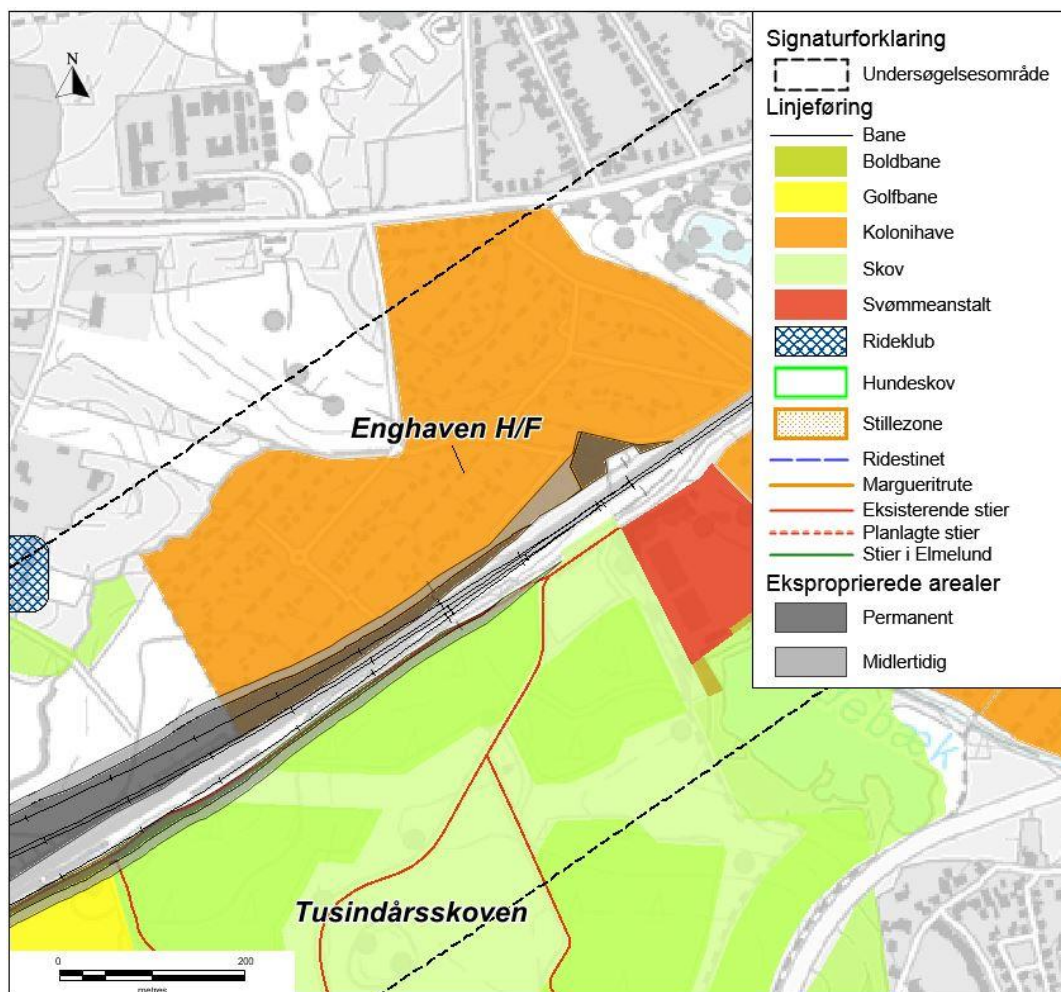 N
Signaturforklaring
Undersøgelsesområde
Linjeføring
Bane
Boldbane
Golfbane
Kolonihave
Skov
Svømmeanstalt
Rideklub
Hundeskov
Stillezone
Ridestinet
Margueritrute
Eksisterende stier
Planlagte stier
Stier i Elmelund
Eksproprierede arealer
Permanent
Midlertidig
Enghaven H/F
Tusindårsskoven
0
200